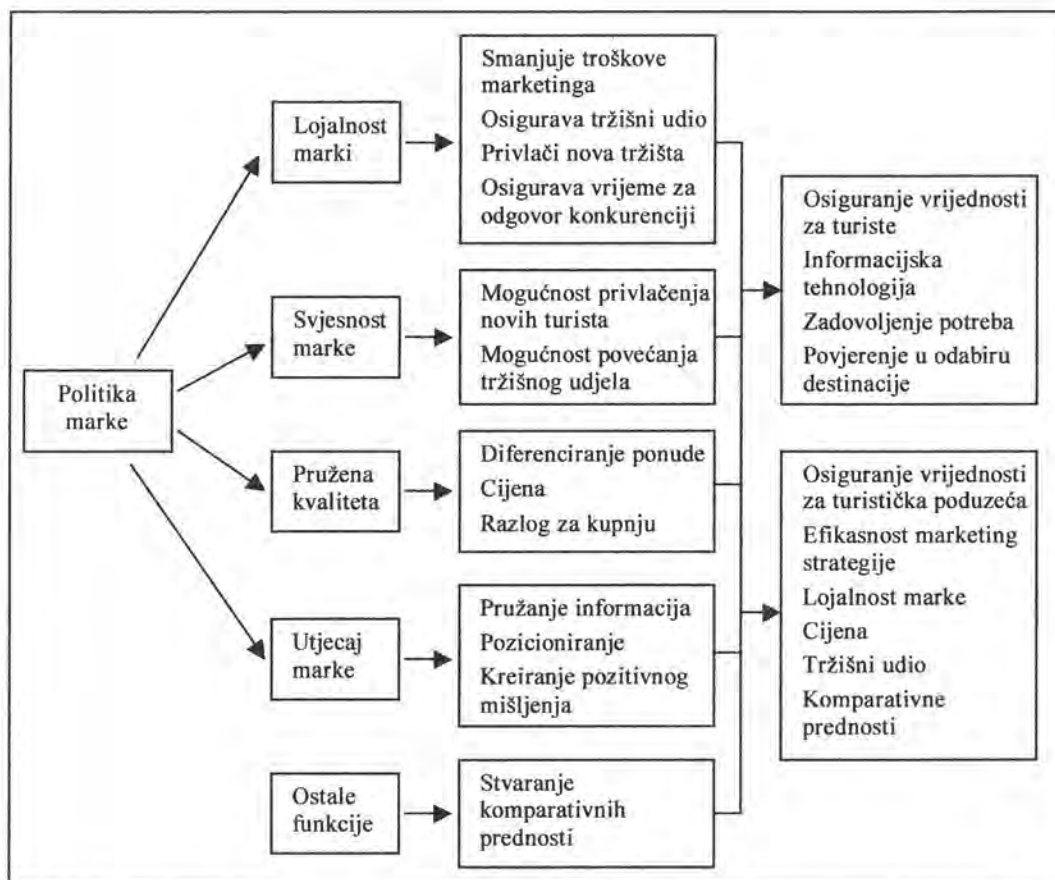 Politika
marke
Lojalnost
marki
Smanjuje troškove
marketinga
Osigurava tržišni udio
Privlači nova tržišta
Osigurava vrijeme za
odgovor konkurenciji
Svjesnost
marke
Mogućnost privlačenja
novih turista
Mogućnost povećanja
tržišnog udjela
Pružena
kvaliteta
Diferenciranje ponude
Cijena
Razlog za kupnju
Utjecaj
marke
Pružanje informacija
Pozicioniranje
Kreiranje pozitivnog
mišljenja
Ostale
funkcije
Stvaranje
komparativnih
prednosti
Osiguranje vrijednosti
za turiste
Informacijska
tehnologija
Zadovoljenje potreba
Povjerenje u odabiru
destinacije
Osiguranje vrijednosti
za turistička poduzeća
Efikasnost marketing
strategije
Lojalnost marke
Cijena
Tržišni udio
Komparativne
prednosti